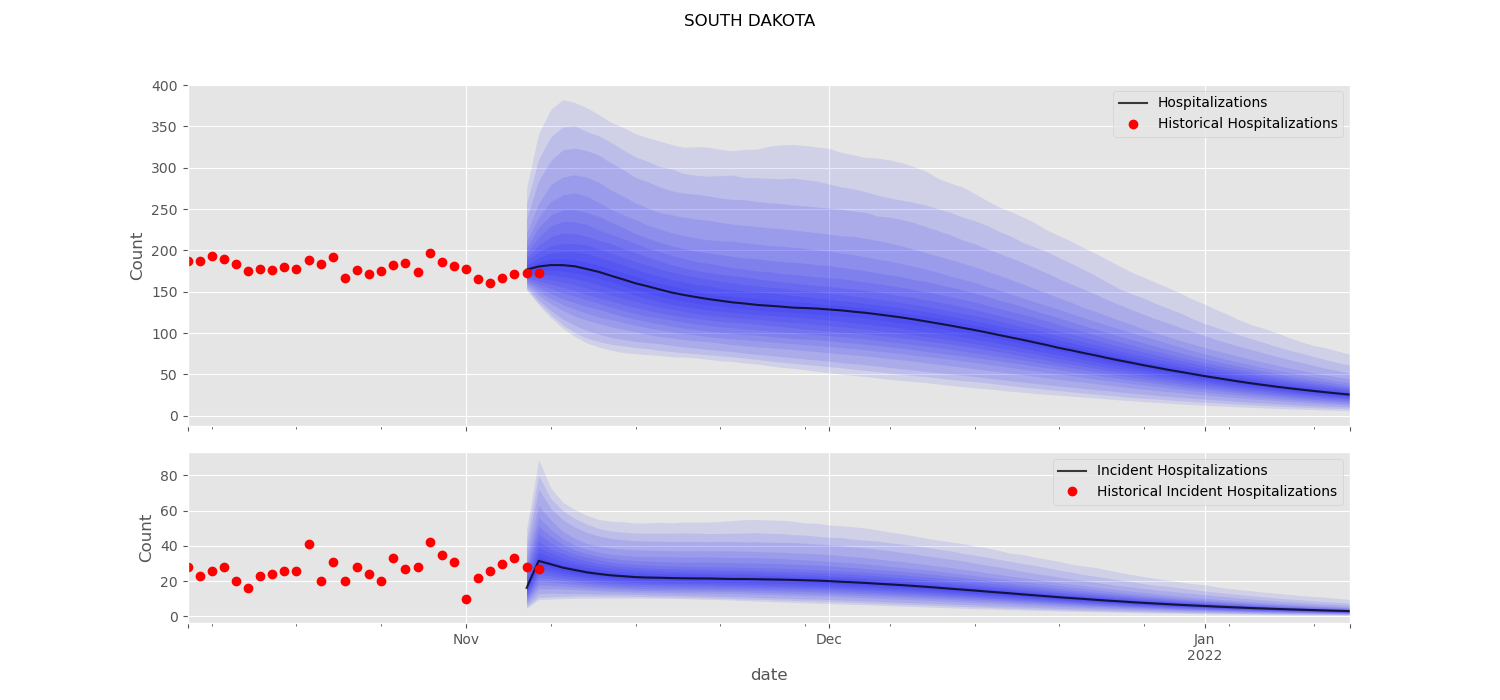 SOUTH DAKOTA
400
350
300
250
200
150
100
50
0
Count
Hospitalizations
Historical Hospitalizations
80
60
40
20
0
Count
Incident Hospitalizations
Historical Incident Hospitalizations
Nov
Dec
Jan
2022
date